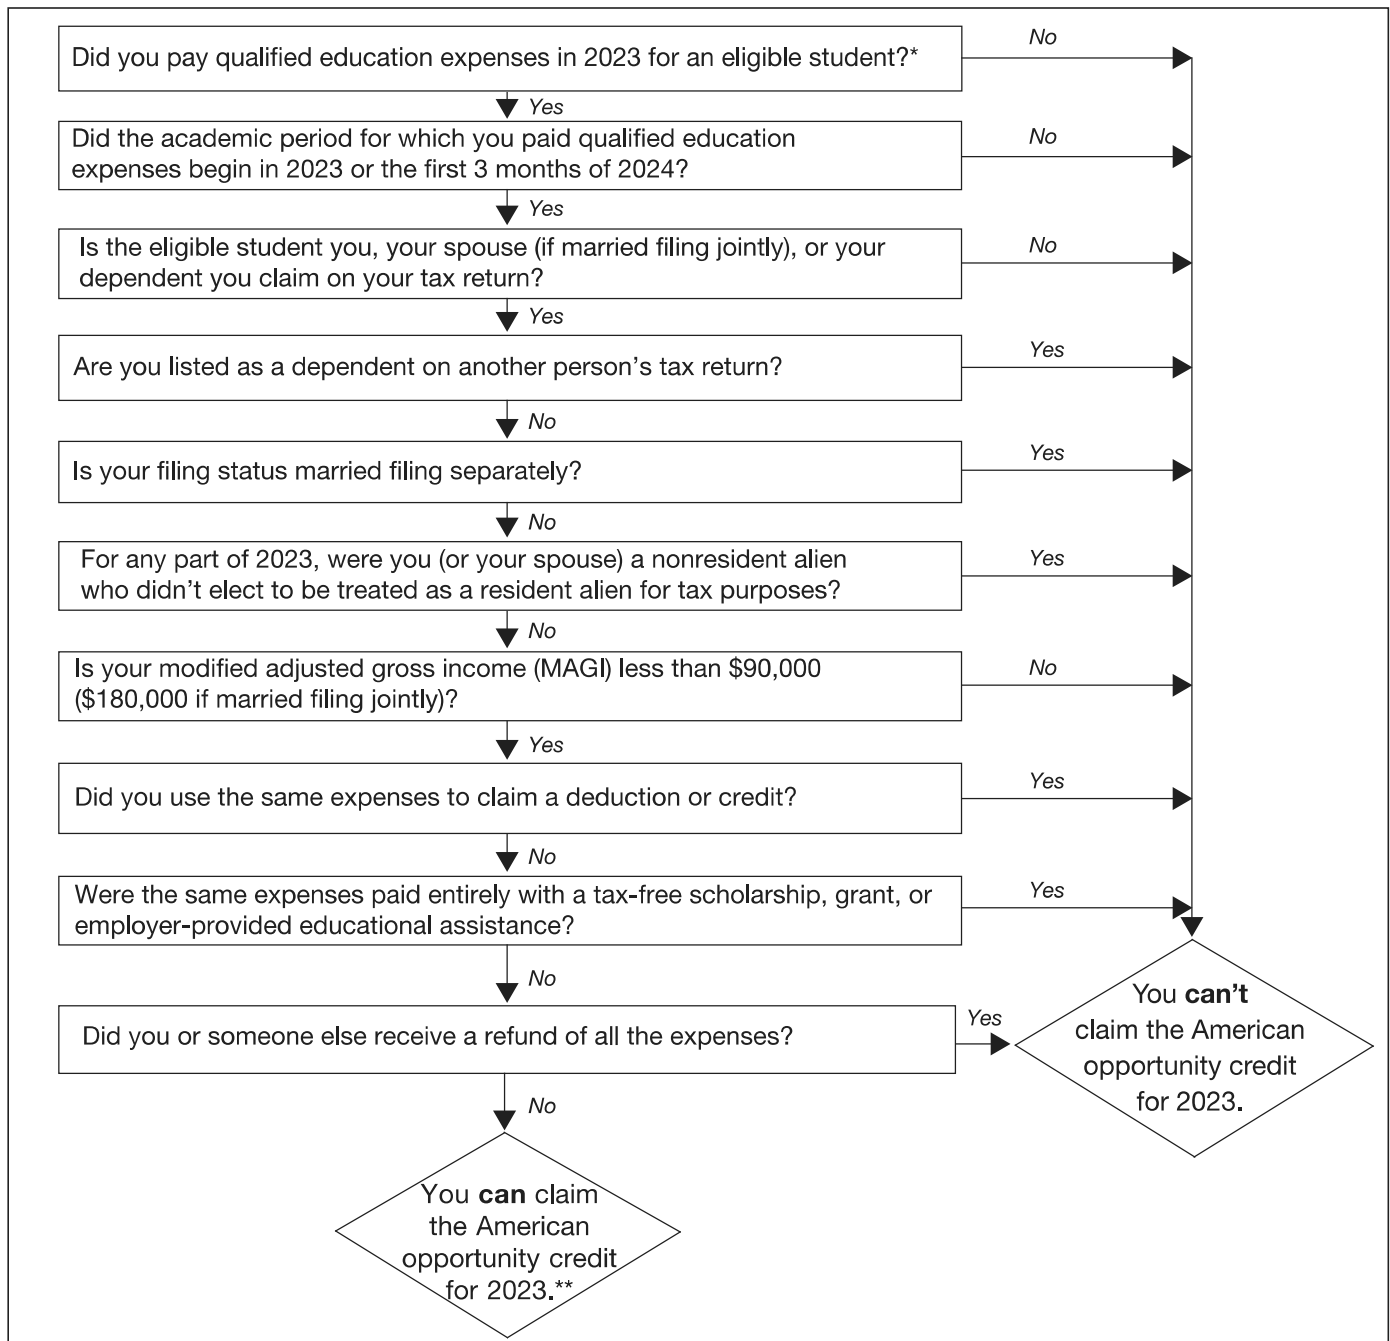 Did you pay qualified education expenses in 2023 for an eligible student?*
No
Yes
Did the academic period for which you paid qualified education
expenses begin in 2023 or the first 3 months of 2024?
No
Yes
Is the eligible student you, your spouse (if married filing jointly), or your
dependent you claim on your tax return?
No
Yes
Are you listed as a dependent on another person's tax return?
Yes
No
Is your filing status married filing separately?
Yes
No
For any part of 2023, were you (or your spouse) a nonresident alien
who didn't elect to be treated as a resident alien for tax purposes?
Yes
No
Is your modified adjusted gross income (MAGI) less than $90,000
($180,000 if married filing jointly)?
No
Yes
Did you use the same expenses to claim a deduction or credit?
Yes
No
Were the same expenses paid entirely with a tax-free scholarship, grant, or
employer-provided educational assistance?
Yes
No
Did you or someone else receive a refund of all the expenses?
Yes
You can't
claim the American
opportunity credit
for 2023.
No
You can claim
the American
opportunity credit
for 2023.**